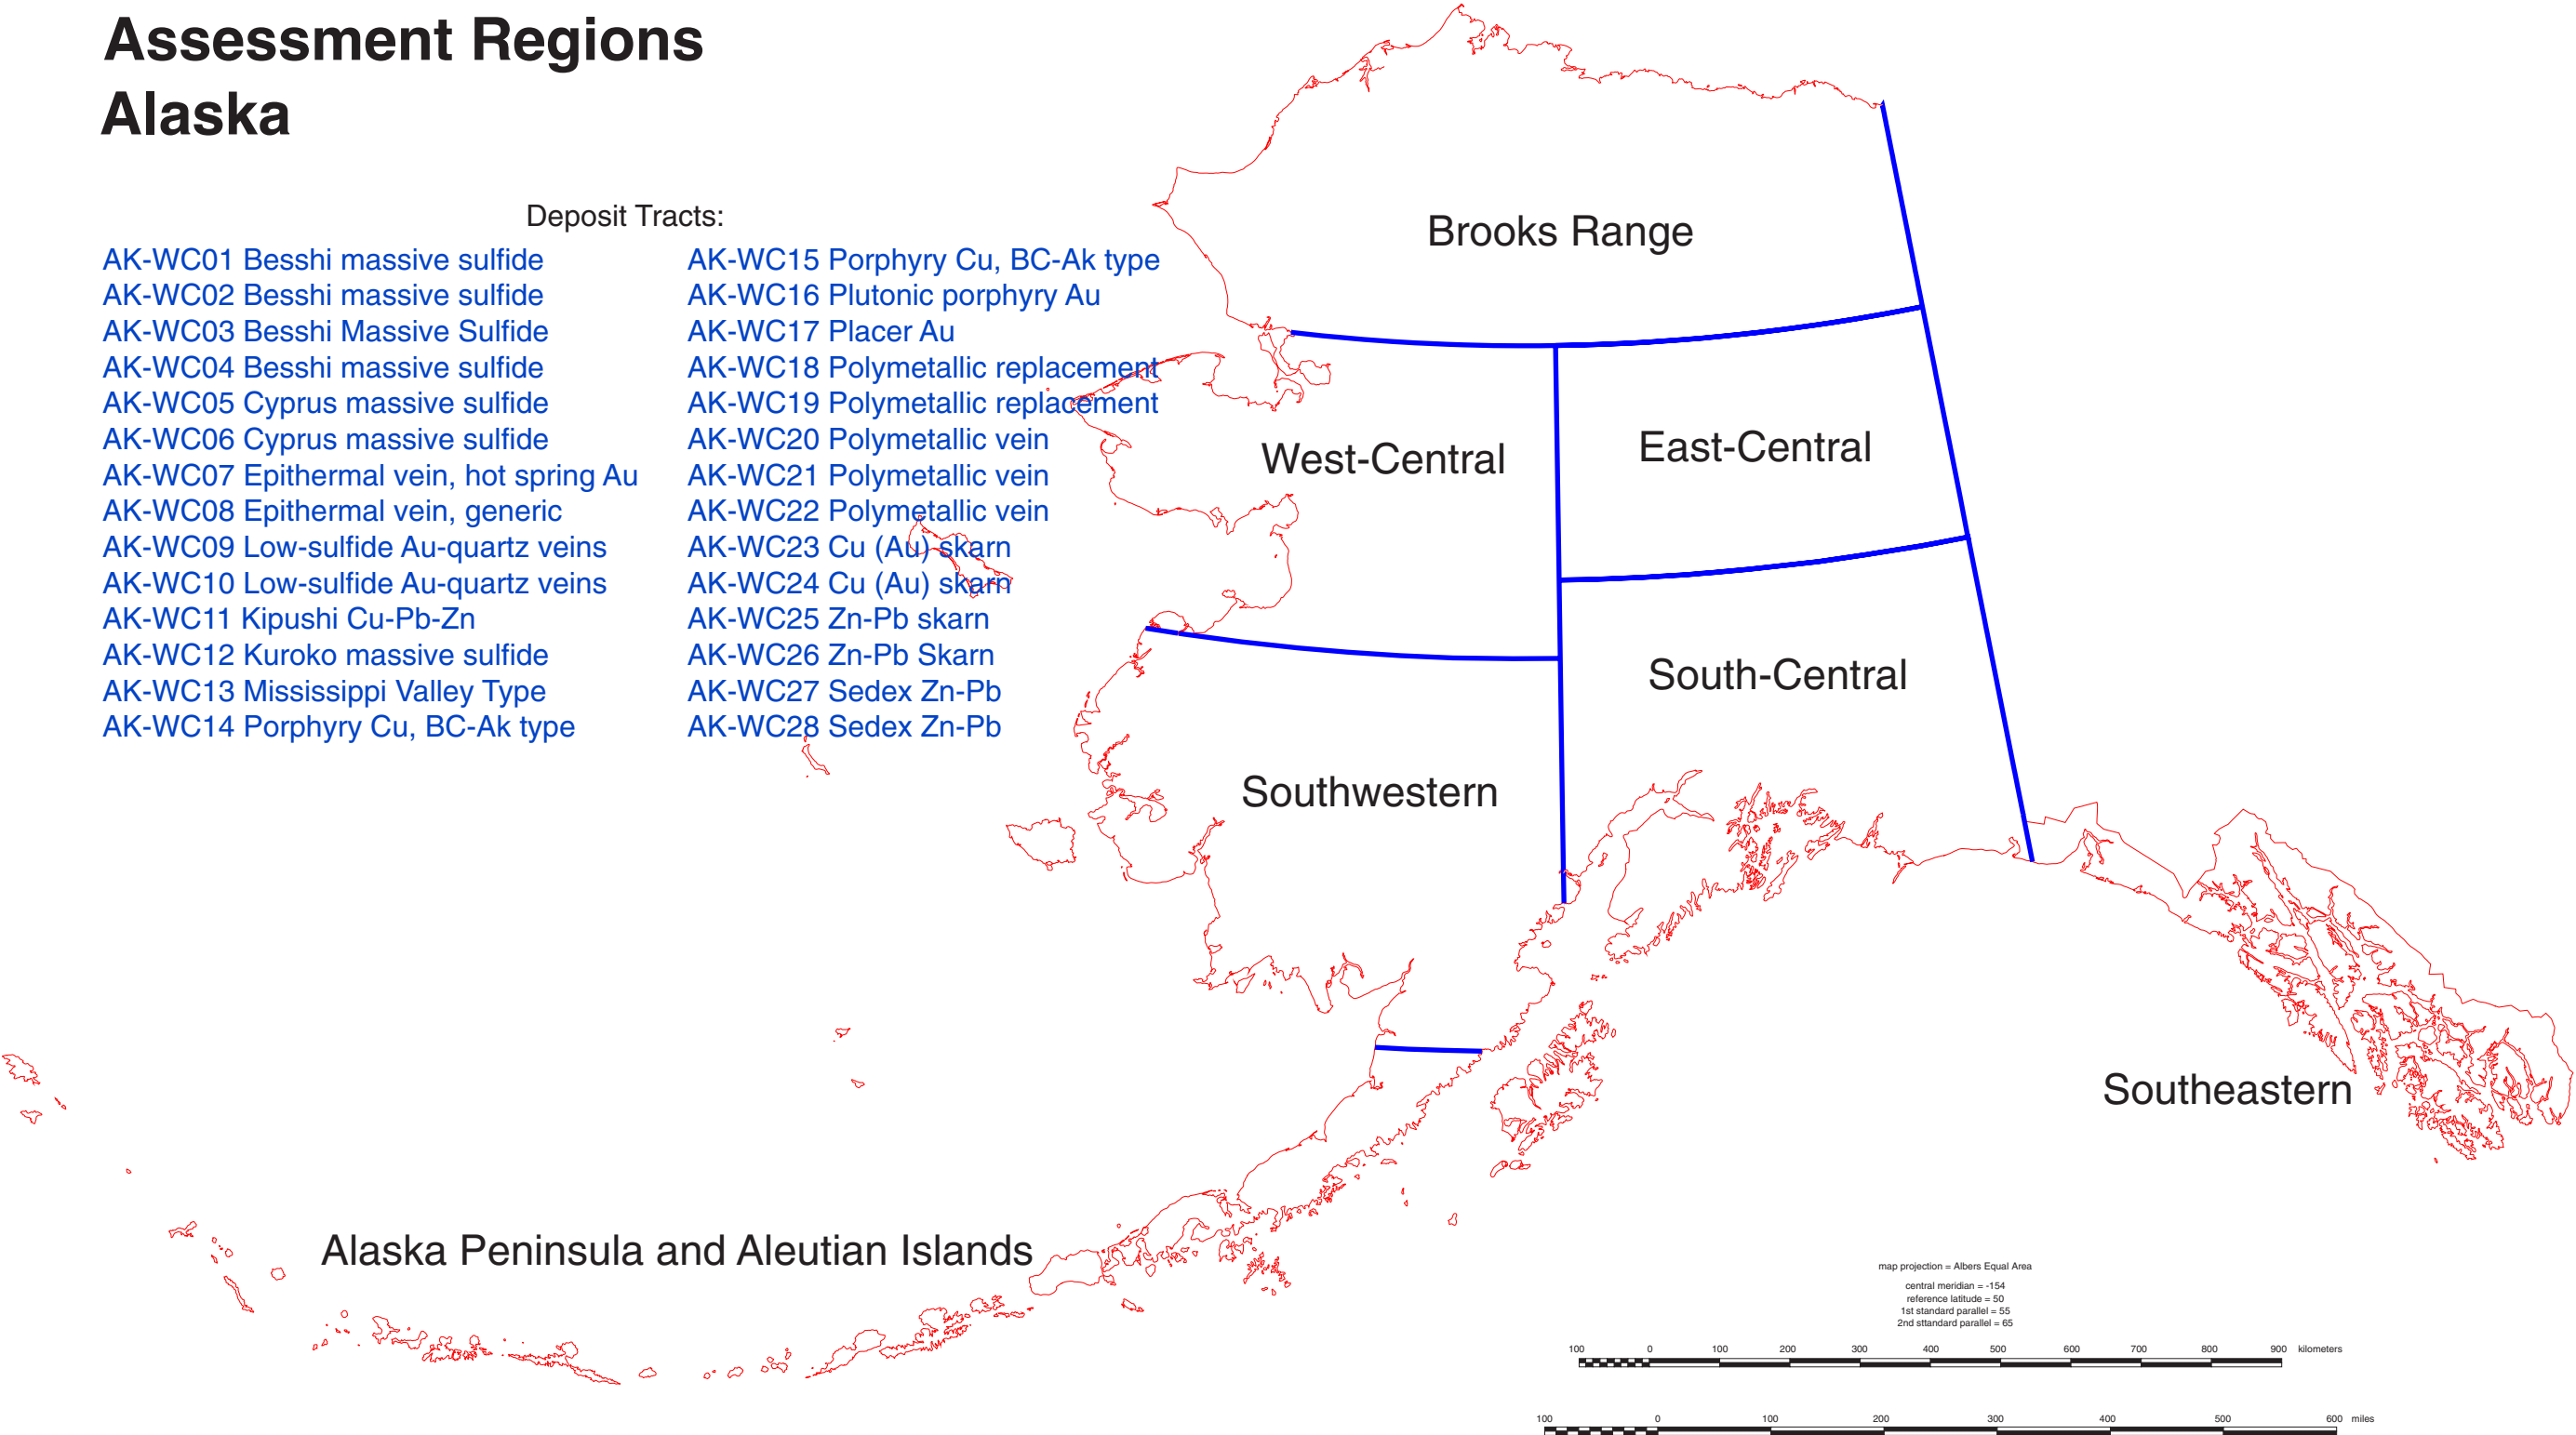 Assessment Regions
Alaska
Deposit Tracts:
AK-WC01 Besshi massive sulfide
AK-WC02 Besshi massive sulfide
AK-WC03 Besshi Massive Sulfide
AK-WC04 Besshi massive sulfide
AK-WC05 Cyprus massive sulfide
AK-WC06 Cyprus massive sulfide
AK-WC07 Epithermal vein, hot spring Au
AK-WC08 Epithermal vein, generic
AK-WC09 Low-sulfide Au-quartz veins
AK-WC10 Low-sulfide Au-quartz veins
AK-WC11 Kipushi Cu-Pb-Zn
AK-WC12 Kuroko massive sulfide
AK-WC13 Mississippi Valley Type
AK-WC14 Porphyry Cu, BC-Ak type
AK-WC15 Porphyry Cu, BC-Ak type
AK-WC16 Plutonic porphyry Au
AK-WC17 Placer Au
AK-WC18 Polymetallic replacement
AK-WC19 Polymetallic replacement
AK-WC20 Polymetallic vein
AK-WC21 Polymetallic vein
AK-WC22 Polymetallic vein
AK-WC23 Cu (Au) skarn
AK-WC24 Cu (Au) skarn
AK-WC25 Zn-Pb skarn
AK-WC26 Zn-Pb Skarn
AK-WC27 Sedex Zn-Pb
AK-WC28 Sedex Zn-Pb
Brooks Range
West-Central
East-Central
South-Central
Southwestern
Southeastern
Alaska Peninsula and Aleutian Islands
map projection = Albers Equal Area
central meridian = -154
reference latitude = 50
1st standard parallel = 55
2nd sttandard parallel = 65
100 0 100 200 300 400 500 600 700 800 900 kilometers
100 0 100 200 300 400 500 600 miles